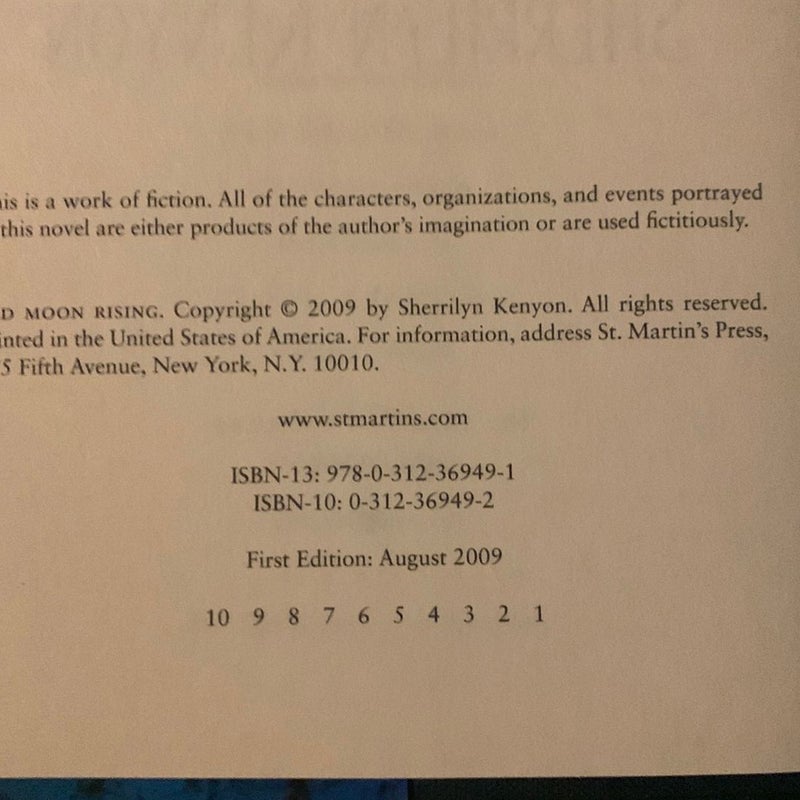 is is a work of fiction. All of the characters, organizations, and events portrayed
this novel are either products of the author's imagination or are used fictitiously.
D MOON RISING. Copyright © 2009 by Sherrilyn Kenyon. All rights reserved.
inted in the United States of America. For information, address St. Martin's Press,
5 Fifth Avenue, New York, N.Y. 10010.
www.stmartins.com
ISBN-13: 978-0-312-36949-1
ISBN-10: 0-312-36949-2
First Edition: August 2009
10 9 8 7 6 5 4 3 2 1